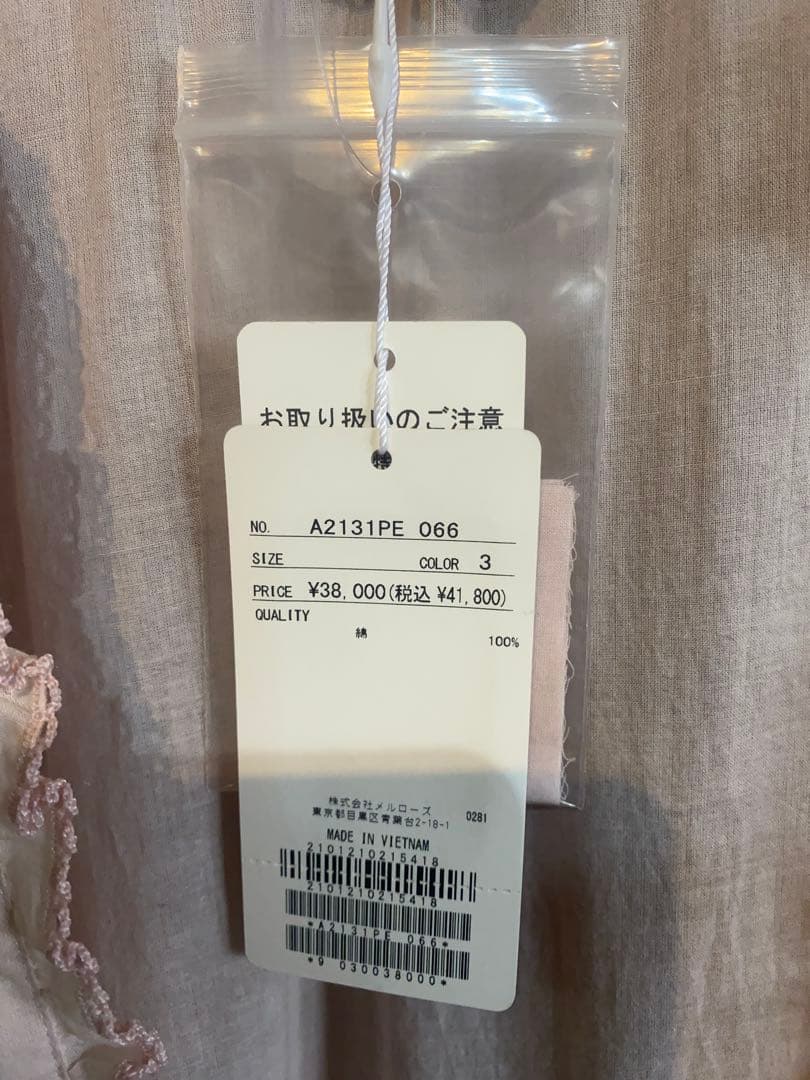 お取り扱いのご注意
NO. A2131PE 066
SIZE COLOR 3
PRICE ¥38,000(税込 ¥41,800)
QUALITY
綿 100%
株式会社メルローズ
東京都目黒区青葉台2-18-1 0281
MADE IN VIETNAM
2101210215418
2101210215418
*A2131PE 066*
*9 030038000*